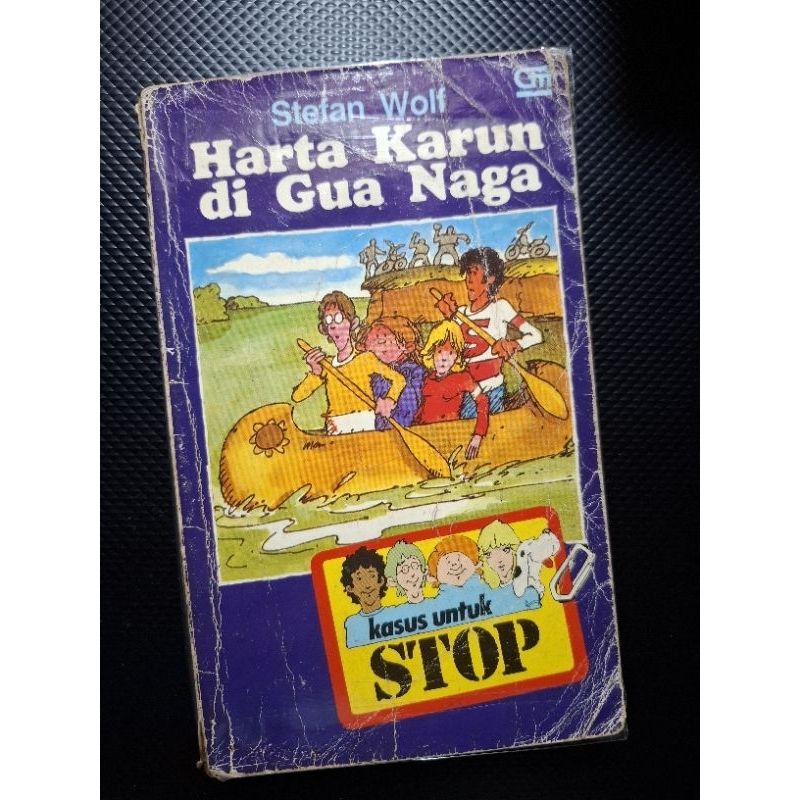 Stefan Wolf
Harta Karun
di Gua Naga
kasus untuk
STOP